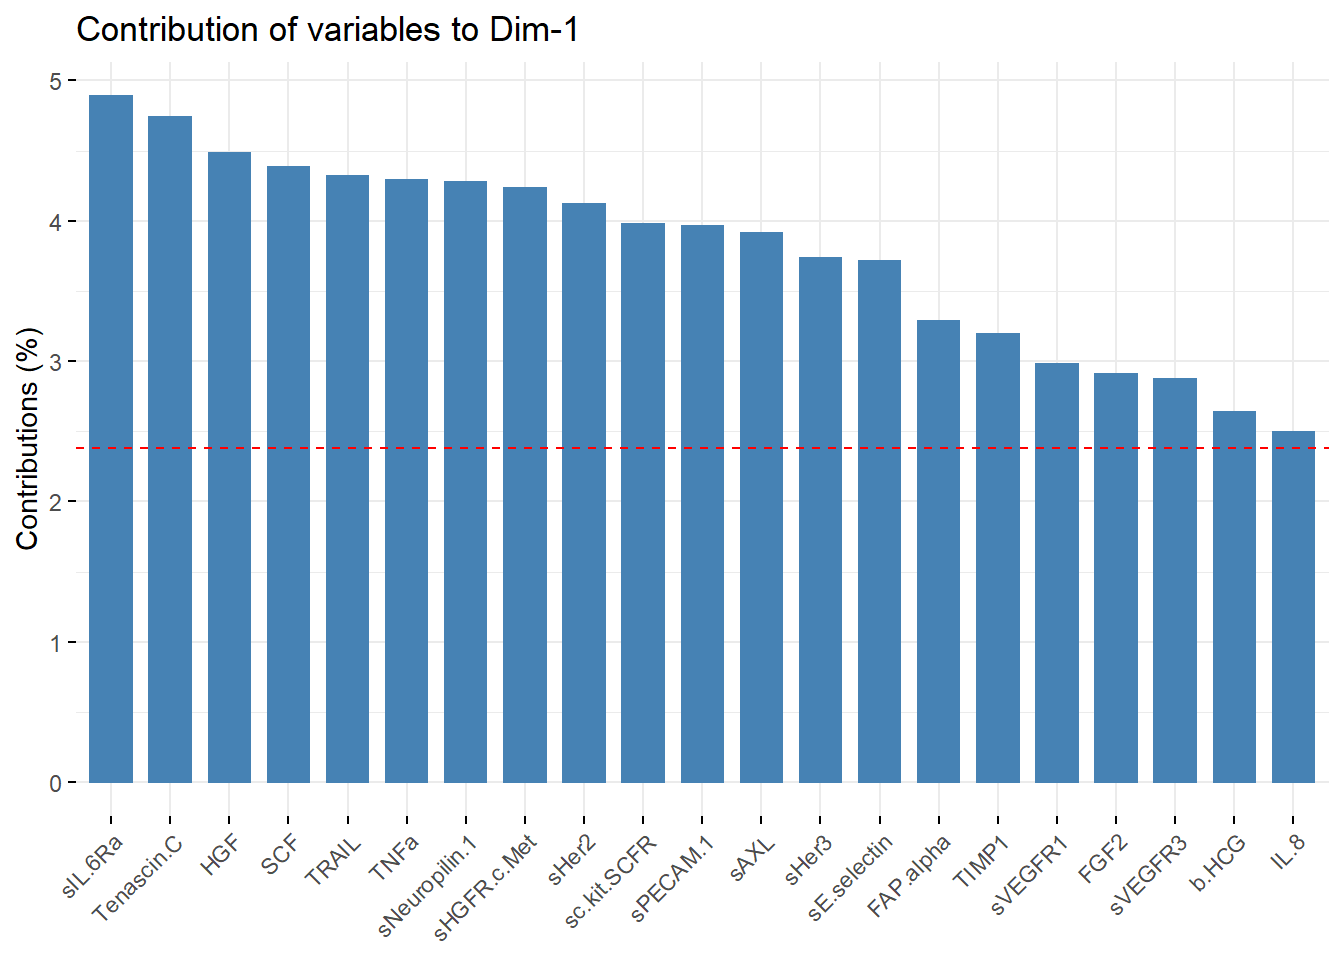 Contribution of variables to Dim-1
Contributions (%)
5
4
3
2
1
0
sIL.6Ra
Tenascin.C
HGF
SCF
TRAIL
TNFa
sNeuropilin.1
sHGFR.c.Met
sHer2
sc.kit.SCFR
sPECAM.1
sAXL
sHer3
sE.selectin
FAP.alpha
TIMP1
sVEGFR1
FGF2
sVEGFR3
b.HCG
IL.8